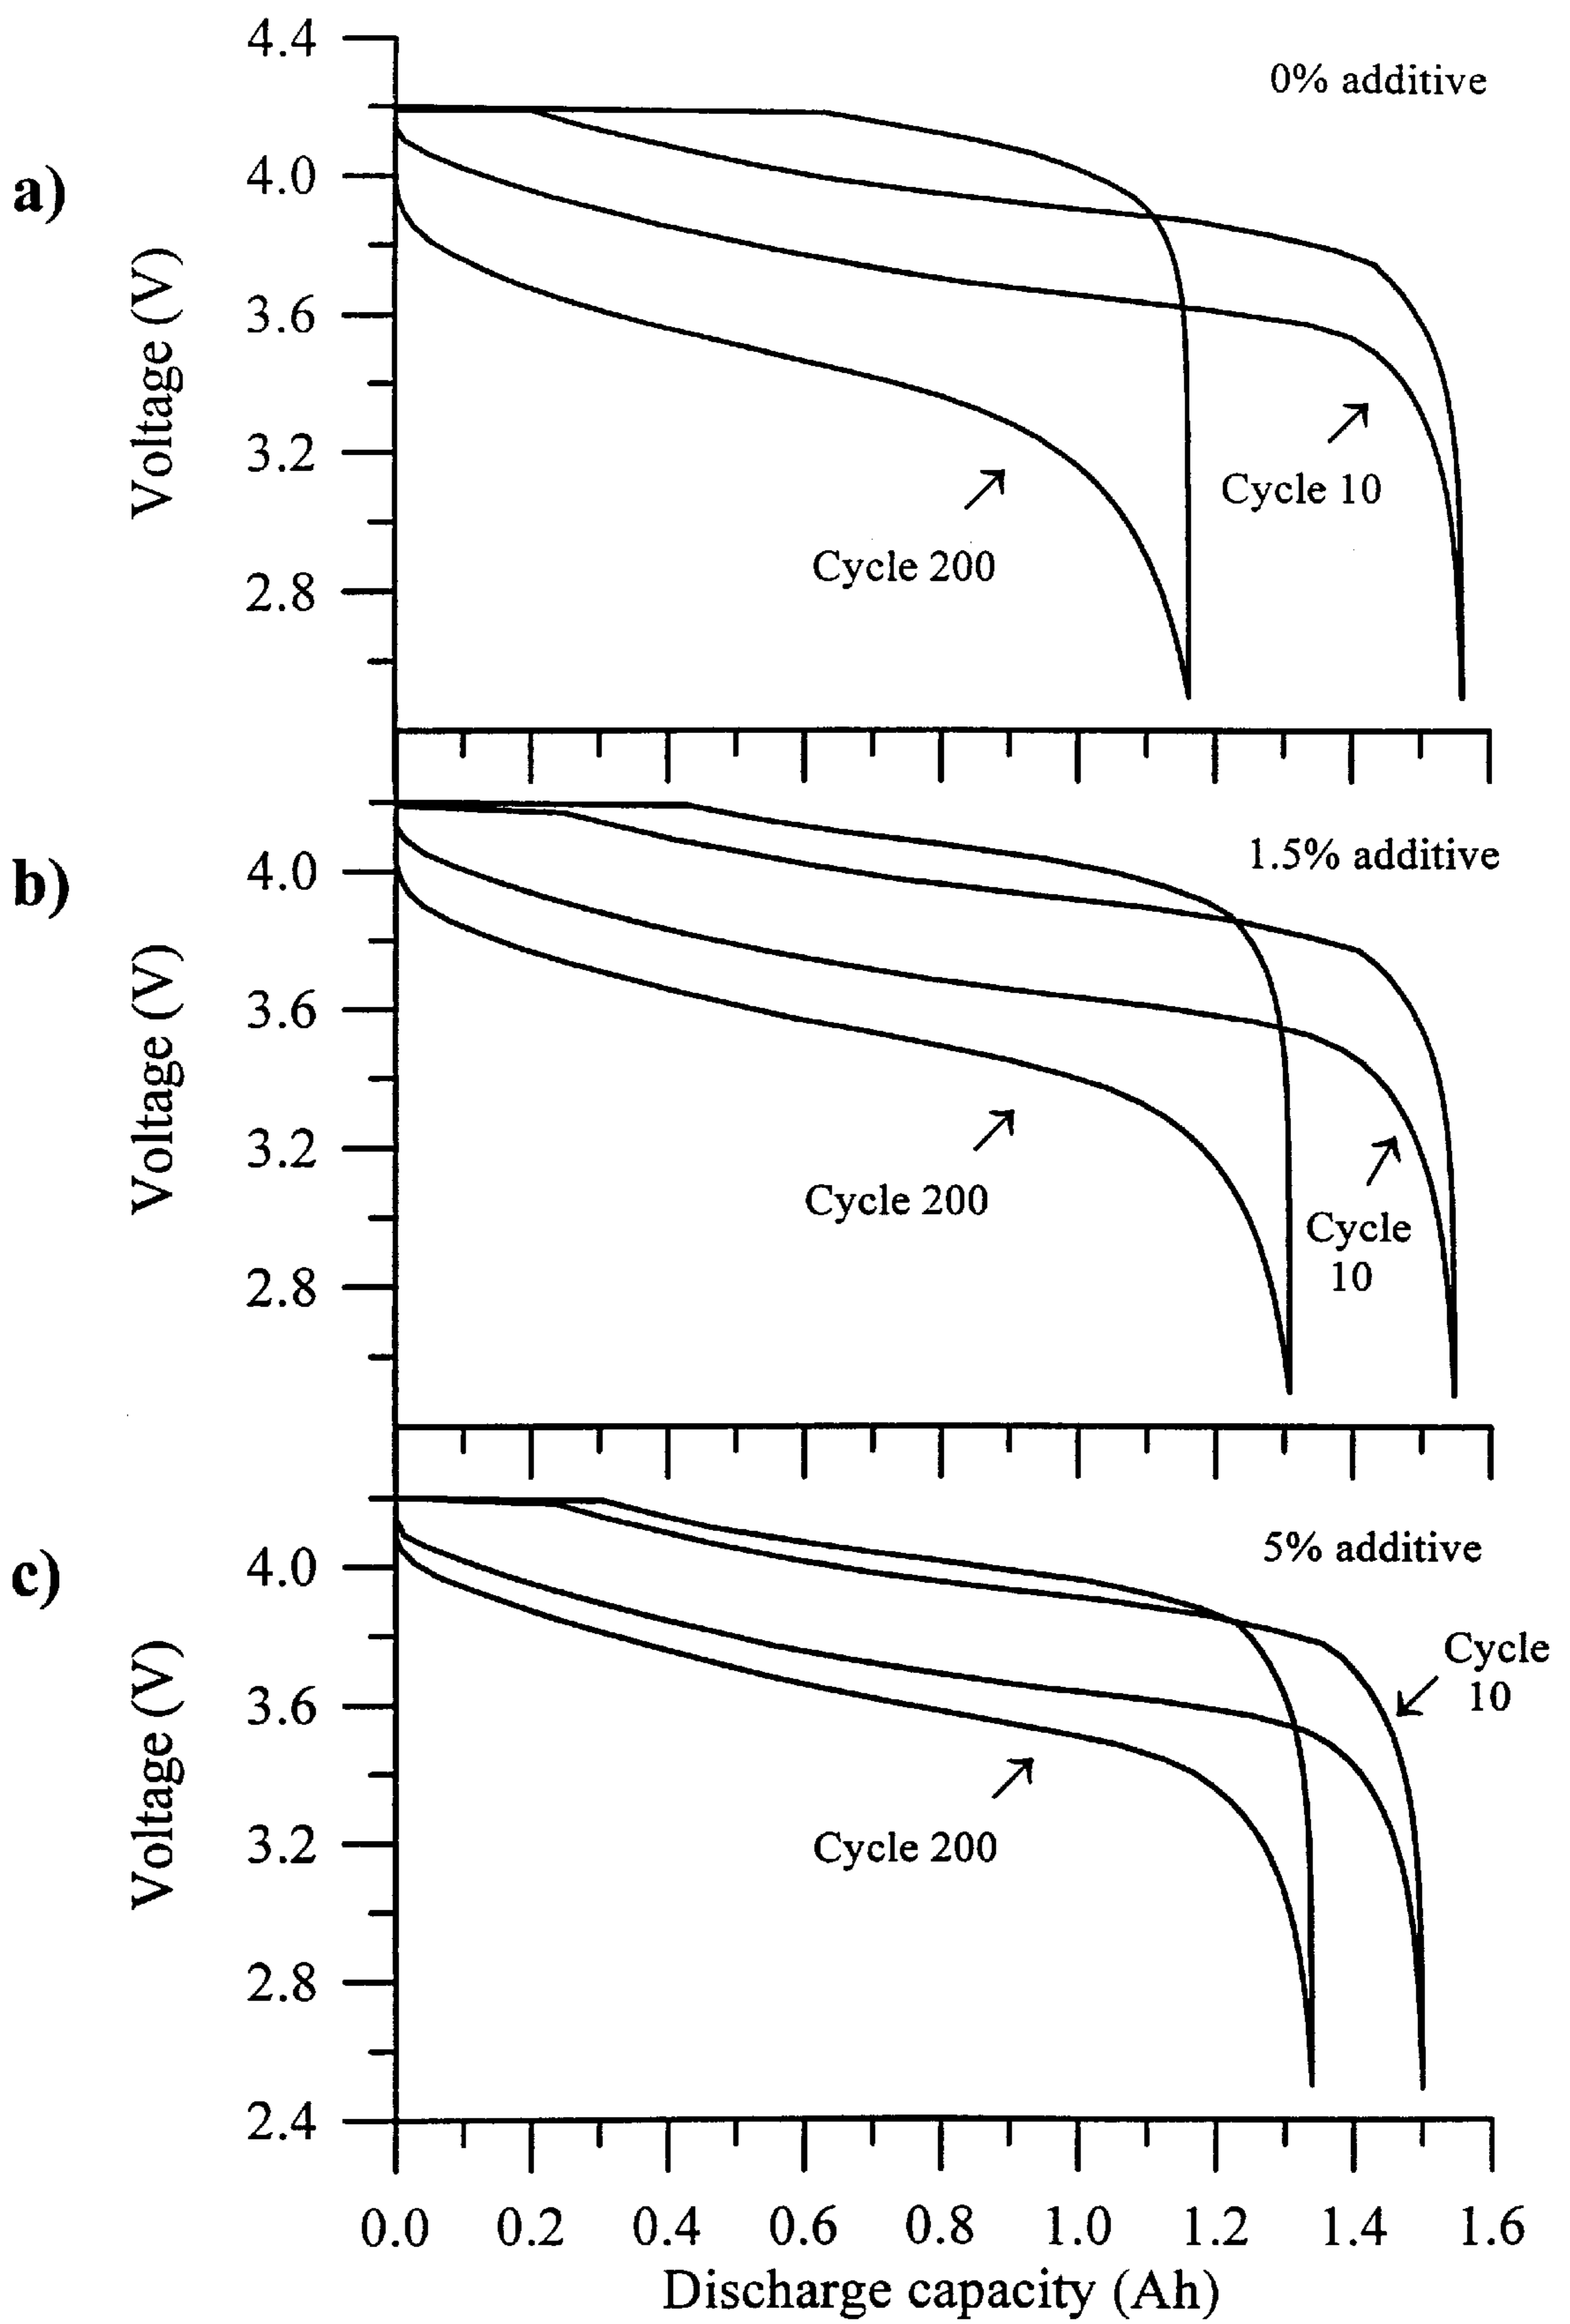 a)
Voltage (V)
4.4
4.0
3.6
3.2
2.8
0% additive
Cycle 10
Cycle 200
b)
Voltage (V)
4.0
3.6
3.2
2.8
1.5% additive
Cycle 200
Cycle
10
c)
Voltage (V)
4.0
3.6
3.2
2.8
2.4
5% additive
Cycle
10
Cycle 200
0.0 0.2 0.4 0.6 0.8 1.0 1.2 1.4 1.6
Discharge capacity (Ah)